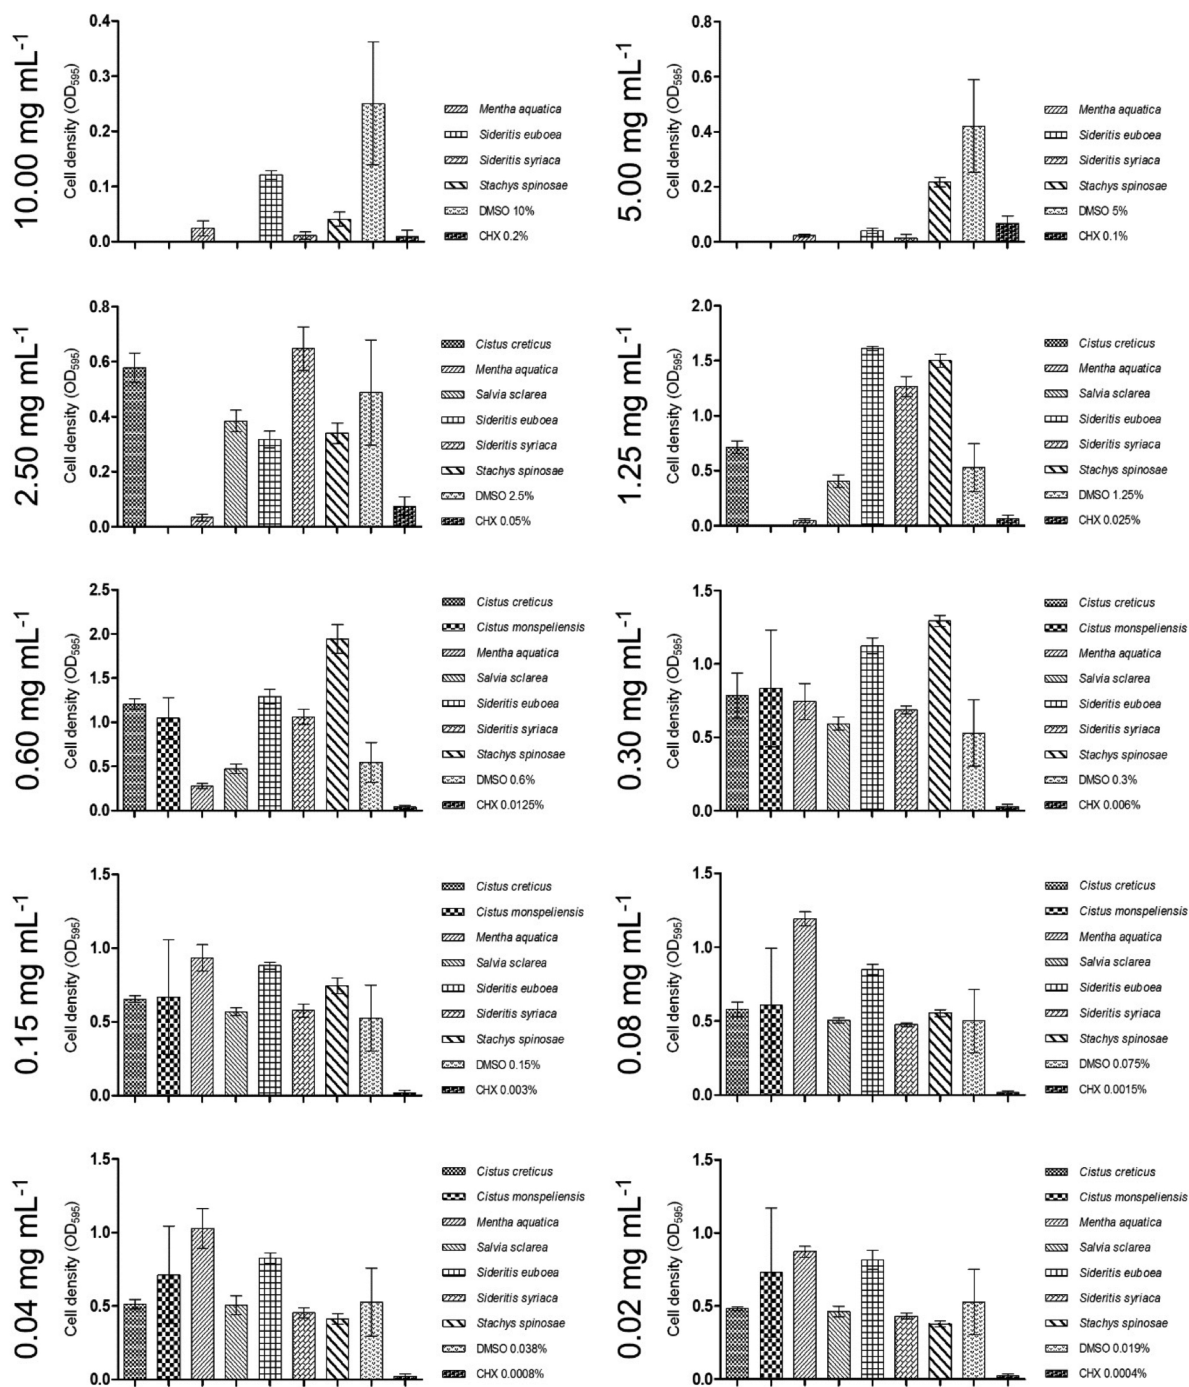 10.00 mg mL-1
Cell density (OD595)
0.4
0.3
0.2
0.1
0.0
Mentha aquatica
Sideritis euboea
Sideritis syriaca
Stachys spinosae
DMSO 10%
CHX 0.2%
5.00 mg mL-1
Cell density (OD595)
0.8
0.6
0.4
0.2
0.0
Mentha aquatica
Sideritis euboea
Sideritis syriaca
Stachys spinosae
DMSO 5%
CHX 0.1%
2.50 mg mL-1
Cell density (OD595)
0.8
0.6
0.4
0.2
0.0
Cistus creticus
Mentha aquatica
Salvia sclarea
Sideritis euboea
Sideritis syriaca
Stachys spinosae
DMSO 2.5%
CHX 0.05%
1.25 mg mL-1
Cell density (OD595)
2.0
1.5
1.0
0.5
0.0
Cistus creticus
Mentha aquatica
Salvia sclarea
Sideritis euboea
Sideritis syriaca
Stachys spinosae
DMSO 1.25%
CHX 0.025%
0.60 mg mL-1
Cell density (OD595)
2.5
2.0
1.5
1.0
0.5
0.0
Cistus creticus
Cistus monspeliensis
Mentha aquatica
Salvia sclarea
Sideritis euboea
Sideritis syriaca
Stachys spinosae
DMSO 0.6%
CHX 0.0125%
0.30 mg mL-1
Cell density (OD595)
1.5
1.0
0.5
0.0
Cistus creticus
Cistus monspeliensis
Mentha aquatica
Salvia sclarea
Sideritis euboea
Sideritis syriaca
Stachys spinosae
DMSO 0.3%
CHX 0.006%
0.15 mg mL-1
Cell density (OD595)
1.5
1.0
0.5
0.0
Cistus creticus
Cistus monspeliensis
Mentha aquatica
Salvia sclarea
Sideritis euboea
Sideritis syriaca
Stachys spinosae
DMSO 0.15%
CHX 0.003%
0.08 mg mL-1
Cell density (OD595)
1.5
1.0
0.5
0.0
Cistus creticus
Cistus monspeliensis
Mentha aquatica
Salvia sclarea
Sideritis euboea
Sideritis syriaca
Stachys spinosae
DMSO 0.075%
CHX 0.0015%
0.04 mg mL-1
Cell density (OD595)
1.5
1.0
0.5
0.0
Cistus creticus
Cistus monspeliensis
Mentha aquatica
Salvia sclarea
Sideritis euboea
Sideritis syriaca
Stachys spinosae
DMSO 0.038%
CHX 0.0008%
0.02 mg mL-1
Cell density (OD595)
1.5
1.0
0.5
0.0
Cistus creticus
Cistus monspeliensis
Mentha aquatica
Salvia sclarea
Sideritis euboea
Sideritis syriaca
Stachys spinosae
DMSO 0.019%
CHX 0.0004%